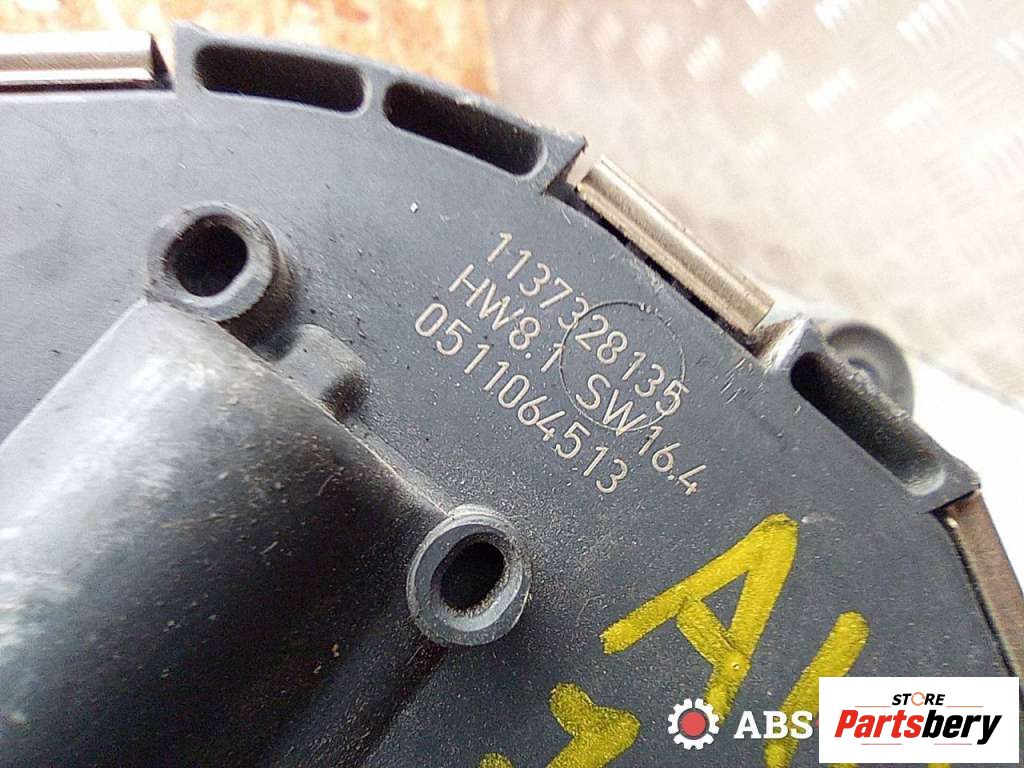 1137328135
HW8.1 SW16.4
0511064513
ABS
STORE
Partsbery